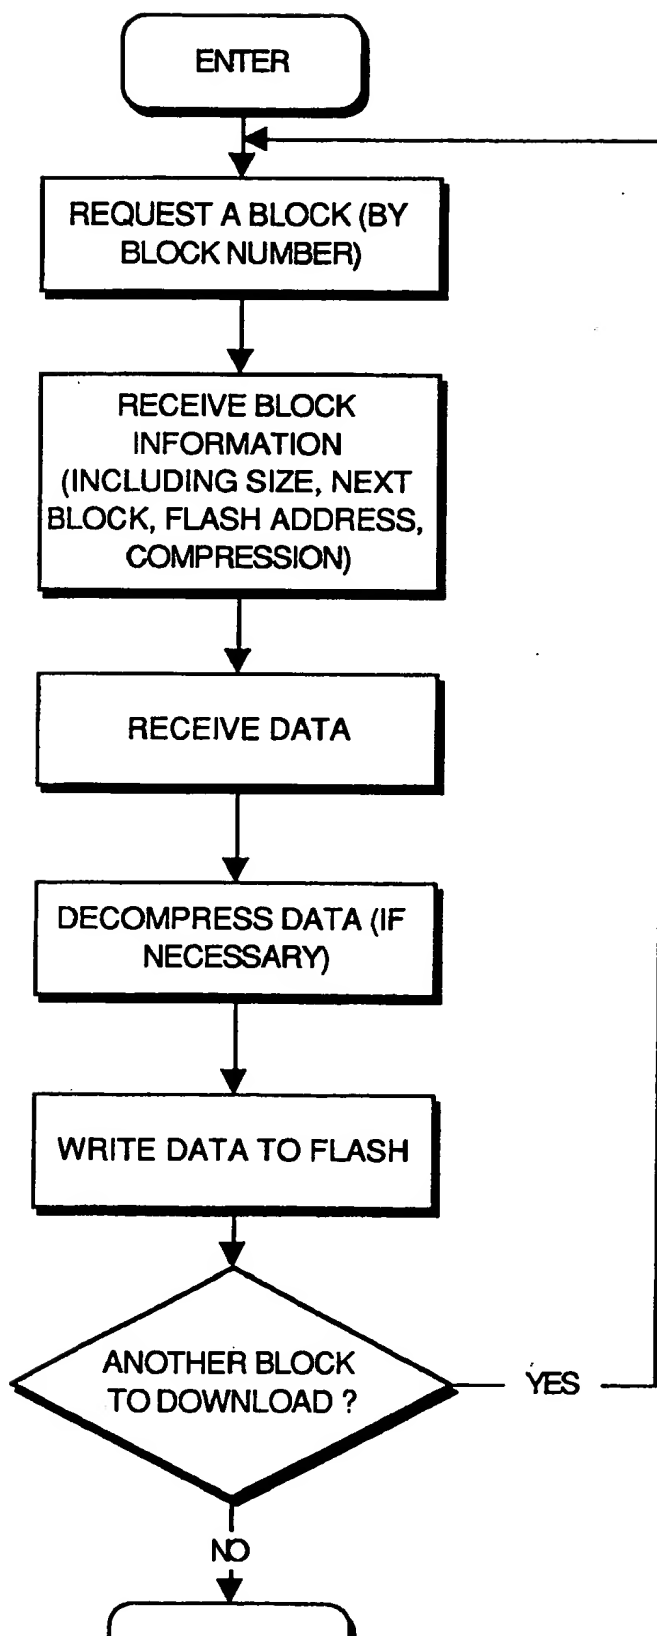 ENTER
REQUEST A BLOCK (BY
BLOCK NUMBER)
RECEIVE BLOCK
INFORMATION
(INCLUDING SIZE, NEXT
BLOCK, FLASH ADDRESS,
COMPRESSION)
RECEIVE DATA
DECOMPRESS DATA (IF
NECESSARY)
WRITE DATA TO FLASH
ANOTHER BLOCK
TO DOWNLOAD ?
YES
NO